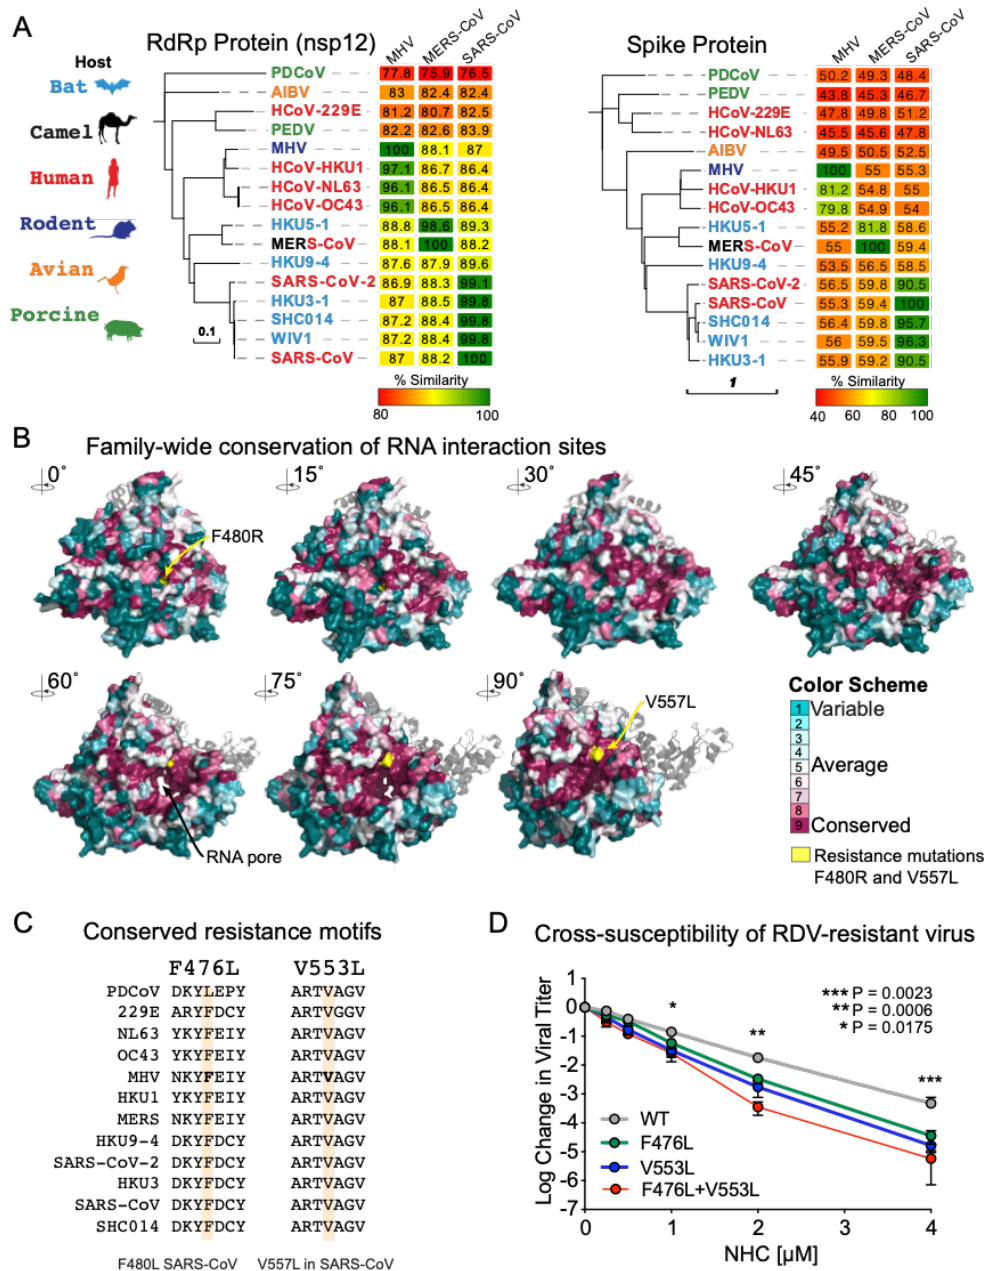 A
RdRp Protein (nsp12)
MHV
MERS-CoV
SARS-CoV
Host
Bat
Camel
Human
Rodent
Avian
Porcine
PDCoV 77.8 75.9 76.5
AIBV 83 82.4 82.4
HCoV-229E 81.2 80.7 82.5
PEDV 82.2 82.6 83.9
MHV 100 88.1 87
HCoV-HKU1 97.1 86.7 86.4
HCoV-NL63 96.1 86.5 86.4
HCoV-OC43 96.1 86.5 86.4
HKU5-1 88.8 98.6 89.3
MERS-CoV 88.1 100 88.2
HKU9-4 87.6 87.9 89.6
SARS-CoV-2 86.9 88.3 99.1
HKU3-1 87 88.5 99.8
SHC014 87.2 88.4 99.8
WIV1 87.2 88.4 99.8
SARS-CoV 87 88.2 100
0.1
% Similarity
80 100
Spike Protein
MHV
MERS-CoV
SARS-CoV
PDCoV 50.2 49.3 48.4
PEDV 43.8 45.3 46.7
HCoV-229E 47.8 49.8 51.2
HCoV-NL63 45.5 45.6 47.8
AIBV 49.5 50.5 52.5
MHV 100 55 55.3
HCoV-HKU1 81.2 54.8 55
HCoV-OC43 79.8 54.9 54
HKU5-1 55.2 81.8 58.6
MERS-CoV 55 100 59.4
HKU9-4 53.5 56.5 58.5
SARS-CoV-2 56.5 59.8 90.5
SARS-CoV 55.3 59.4 100
SHC014 56.4 59.8 95.7
WIV1 56 59.5 96.3
HKU3-1 55.9 59.2 90.5
1
% Similarity
40 60 80 100
B
Family-wide conservation of RNA interaction sites
0°
15°
30°
45°
F480R
60°
75°
90°
V557L
RNA pore
Color Scheme
1 Variable
2
3
4
5 Average
6
7
8
9 Conserved
Resistance mutations
F480R and V557L
C
Conserved resistance motifs
F476L V553L
PDCoV DKYLEPY ARTVAGV
229E ARYFDCY ARTVGGV
NL63 YKYFEIY ARTVAGV
OC43 YKYFEIY ARTVAGV
MHV NKYFEIY ARTVAGV
HKU1 YKYFEIY ARTVAGV
MERS NKYFEIY ARTVAGV
HKU9-4 DKYFDCY ARTVAGV
SARS-CoV-2 DKYFDCY ARTVAGV
HKU3 DKYFDCY ARTVAGV
SARS-CoV DKYFDCY ARTVAGV
SHC014 DKYFDCY ARTVAGV
F480L SARS-CoV V557L in SARS-CoV
D
Cross-susceptibility of RDV-resistant virus
Log Change in Viral Titer
1
0
-1
-2
-3
-4
-5
-6
-7
*
**
***
*** P = 0.0023
** P = 0.0006
* P = 0.0175
WT
F476L
V553L
F476L+V553L
0 1 2 3 4
NHC [µM]